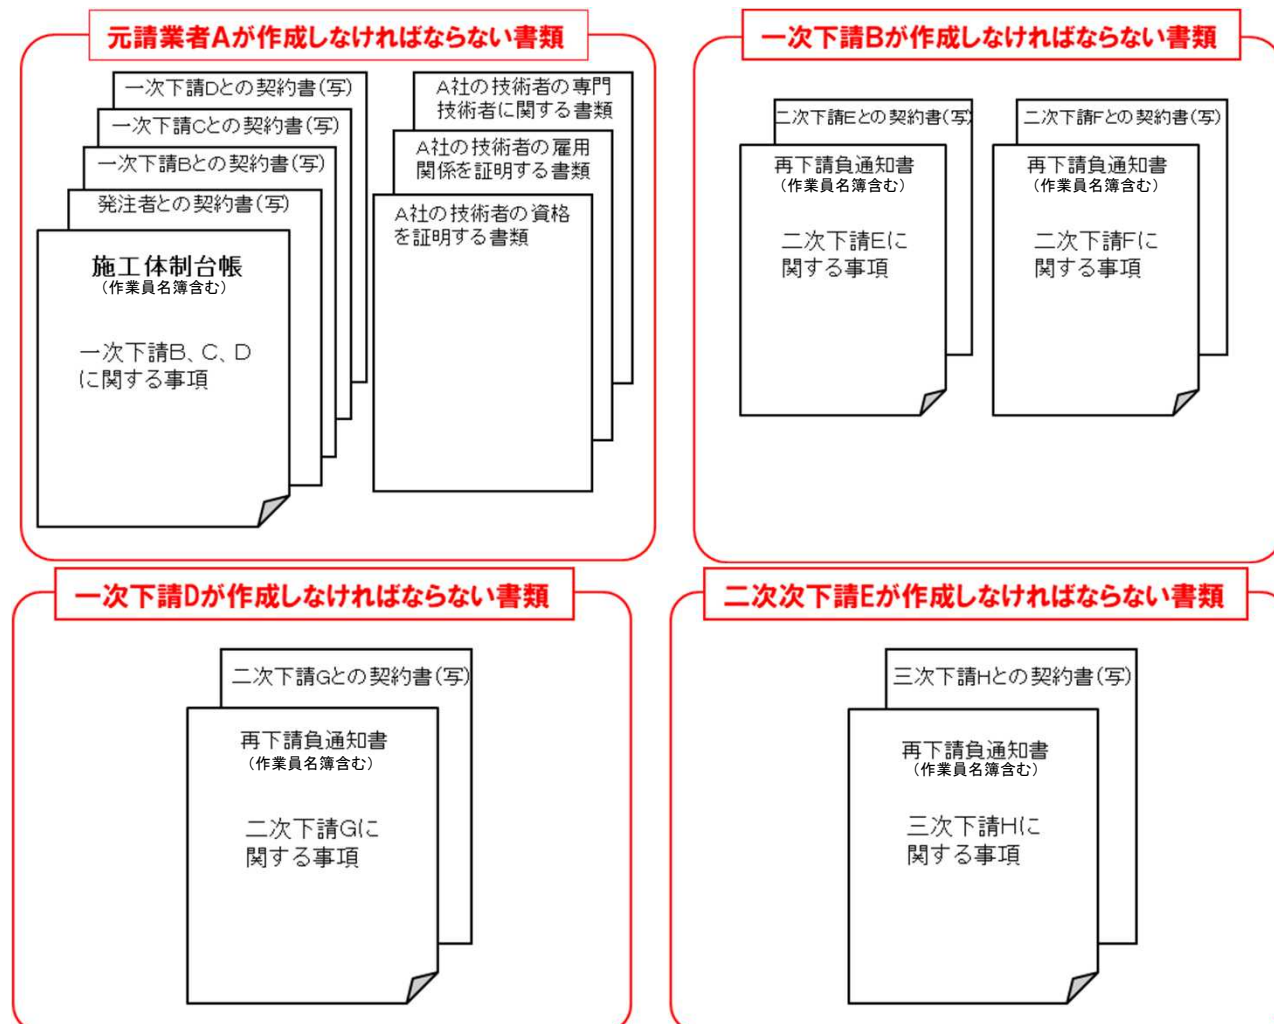 元請業者Aが作成しなければならない書類
一次下請Dとの契約書(写)
一次下請Cとの契約書(写)
一次下請Bとの契約書(写)
発注者との契約書(写)
施工体制台帳
(作業員名簿含む)
一次下請B、C、D
に関する事項
A社の技術者の専門
技術者に関する書類
A社の技術者の雇用
関係を証明する書類
A社の技術者の資格
を証明する書類
一次下請Bが作成しなければならない書類
二次下請Eとの契約書(写)
再下請負通知書
(作業員名簿含む)
二次下請Eに
関する事項
二次下請Fとの契約書(写)
再下請負通知書
(作業員名簿含む)
二次下請Fに
関する事項
一次下請Dが作成しなければならない書類
二次下請Gとの契約書(写)
再下請負通知書
(作業員名簿含む)
二次下請Gに
関する事項
二次次下請Eが作成しなければならない書類
三次下請Hとの契約書(写)
再下請負通知書
(作業員名簿含む)
三次下請Hに
関する事項